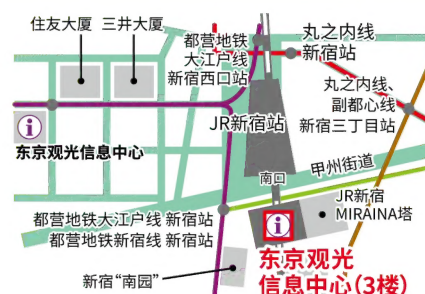 住友大厦
三井大厦
都营地铁
大江户线
新宿西口站
丸之内线
新宿站
丸之内线、
副都心线
新宿三丁目站
JR新宿站
东京观光信息中心
甲州街道
南口
JR新宿
MIRAINA塔
都营地铁大江户线 新宿站
都营地铁新宿线 新宿站
东京观光
信息中心(3楼)
新宿“南园”